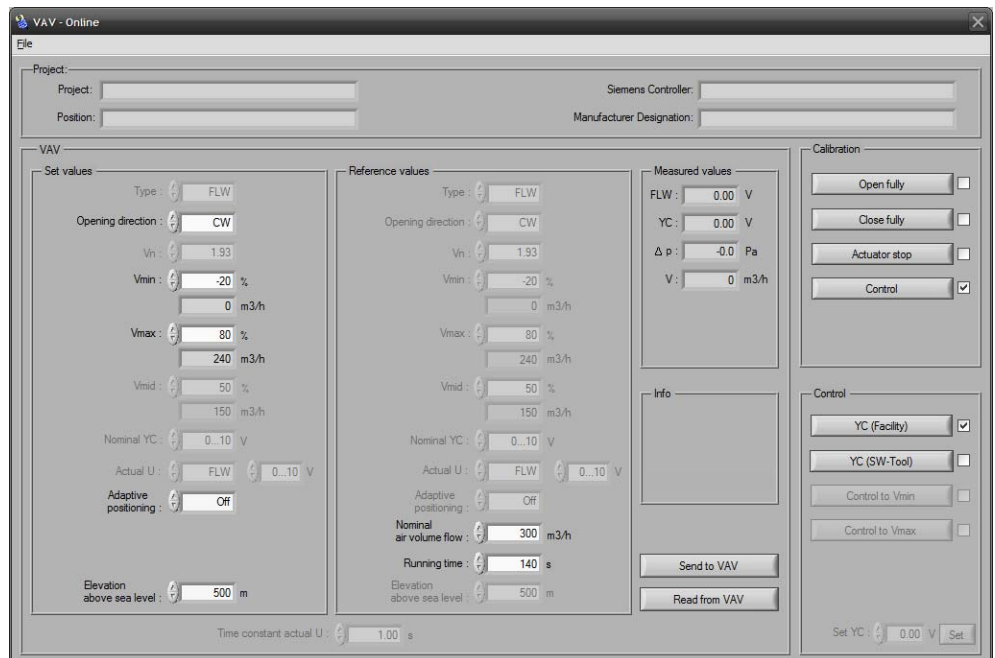 VAV - Online
File
Project:
Project:
Siemens Controller:
Position:
Manufacturer Designation:
VAV
Set values
Type : FLW
Opening direction : CW
Vn : 1.93
Vmin : -20 %
0 m3/h
Vmax : 80 %
240 m3/h
Vmid : 50 %
150 m3/h
Nominal YC : 0...10 V
Actual U : FLW 0...10 V
Adaptive
positioning : Off
Elevation
above sea level : 500 m
Reference values
Type : FLW
Opening direction : CW
Vn : 1.93
Vmin : -20 %
0 m3/h
Vmax : 80 %
240 m3/h
Vmid : 50 %
150 m3/h
Nominal YC : 0...10 V
Actual U : FLW 0...10 V
Adaptive
positioning : Off
Nominal
air volume flow : 300 m3/h
Running time : 140 s
Elevation
above sea level : 500 m
Time constant actual U : 1.00 s
Measured values
FLW : 0.00 V
YC : 0.00 V
Δ p : -0.0 Pa
V : 0 m3/h
Info
Send to VAV
Read from VAV
Calibration
Open fully
Close fully
Actuator stop
Control
Control
YC (Facility)
YC (SW-Tool)
Control to Vmin
Control to Vmax
Set YC : 0.00 V Set